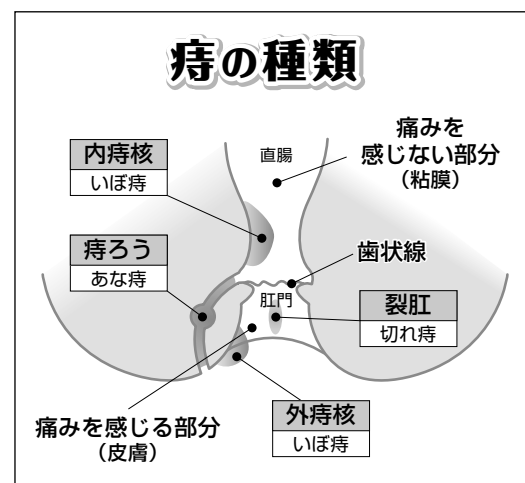 痔の種類
痛みを
感じない部分
（粘膜）
直腸
内痔核
いぼ痔
痔ろう
あな痔
歯状線
肛門
裂肛
切れ痔
痛みを感じる部分
（皮膚）
外痔核
いぼ痔